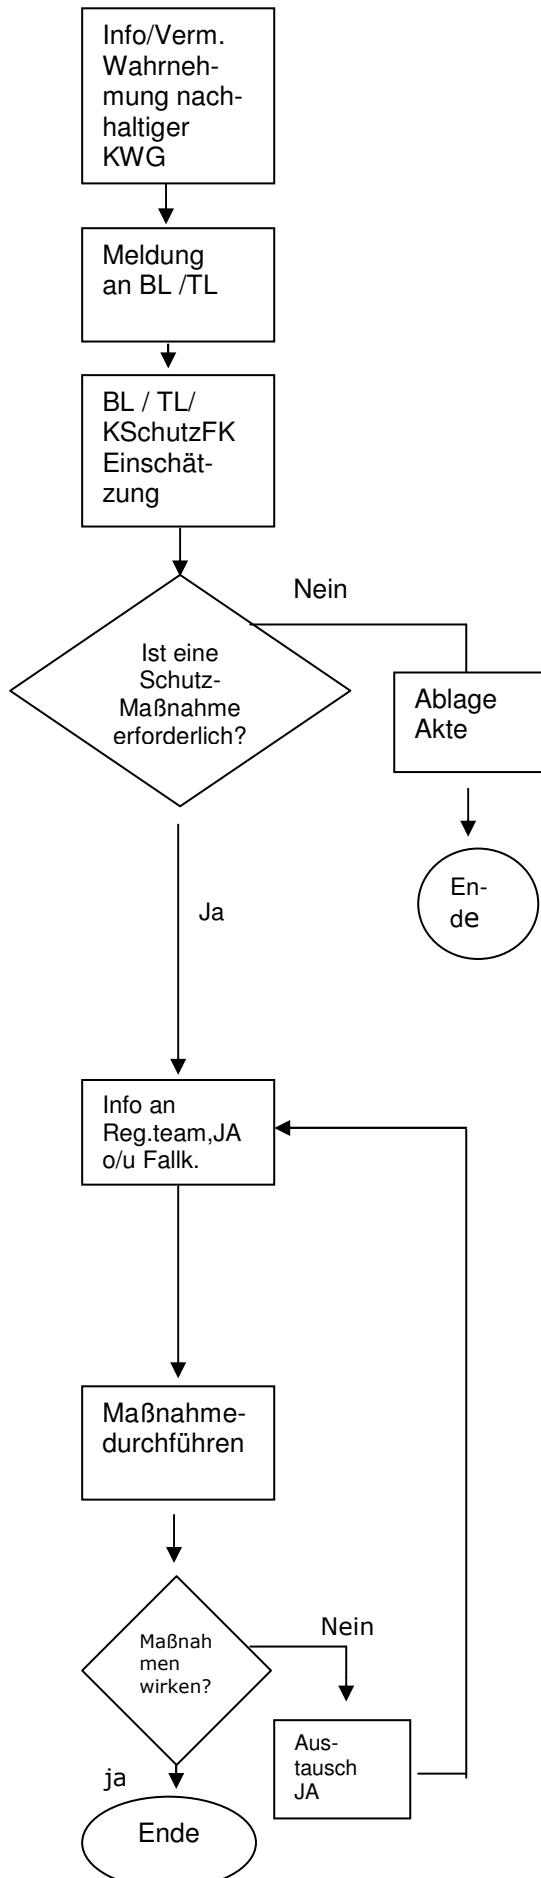 Info/Verm.
Wahrneh-
mung nach-
haltiger
KWG
Meldung
an BL /TL
BL / TL/
KSchutzFK
Einschät-
zung
Nein
Ist eine
Schutz-
Maßnahme
erforderlich?
Ablage
Akte
En-
de
Ja
Info an
Reg.team,JA
o/u Fallk.
Maßnahme-
durchführen
Nein
Maßnah
men
wirken?
Aus-
tausch
JA
ja
Ende